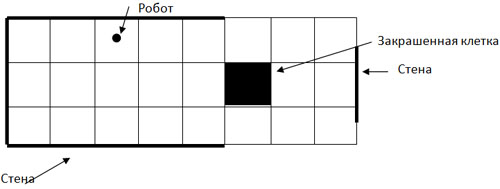 Робот
Закрашенная клетка
Стена
Стена